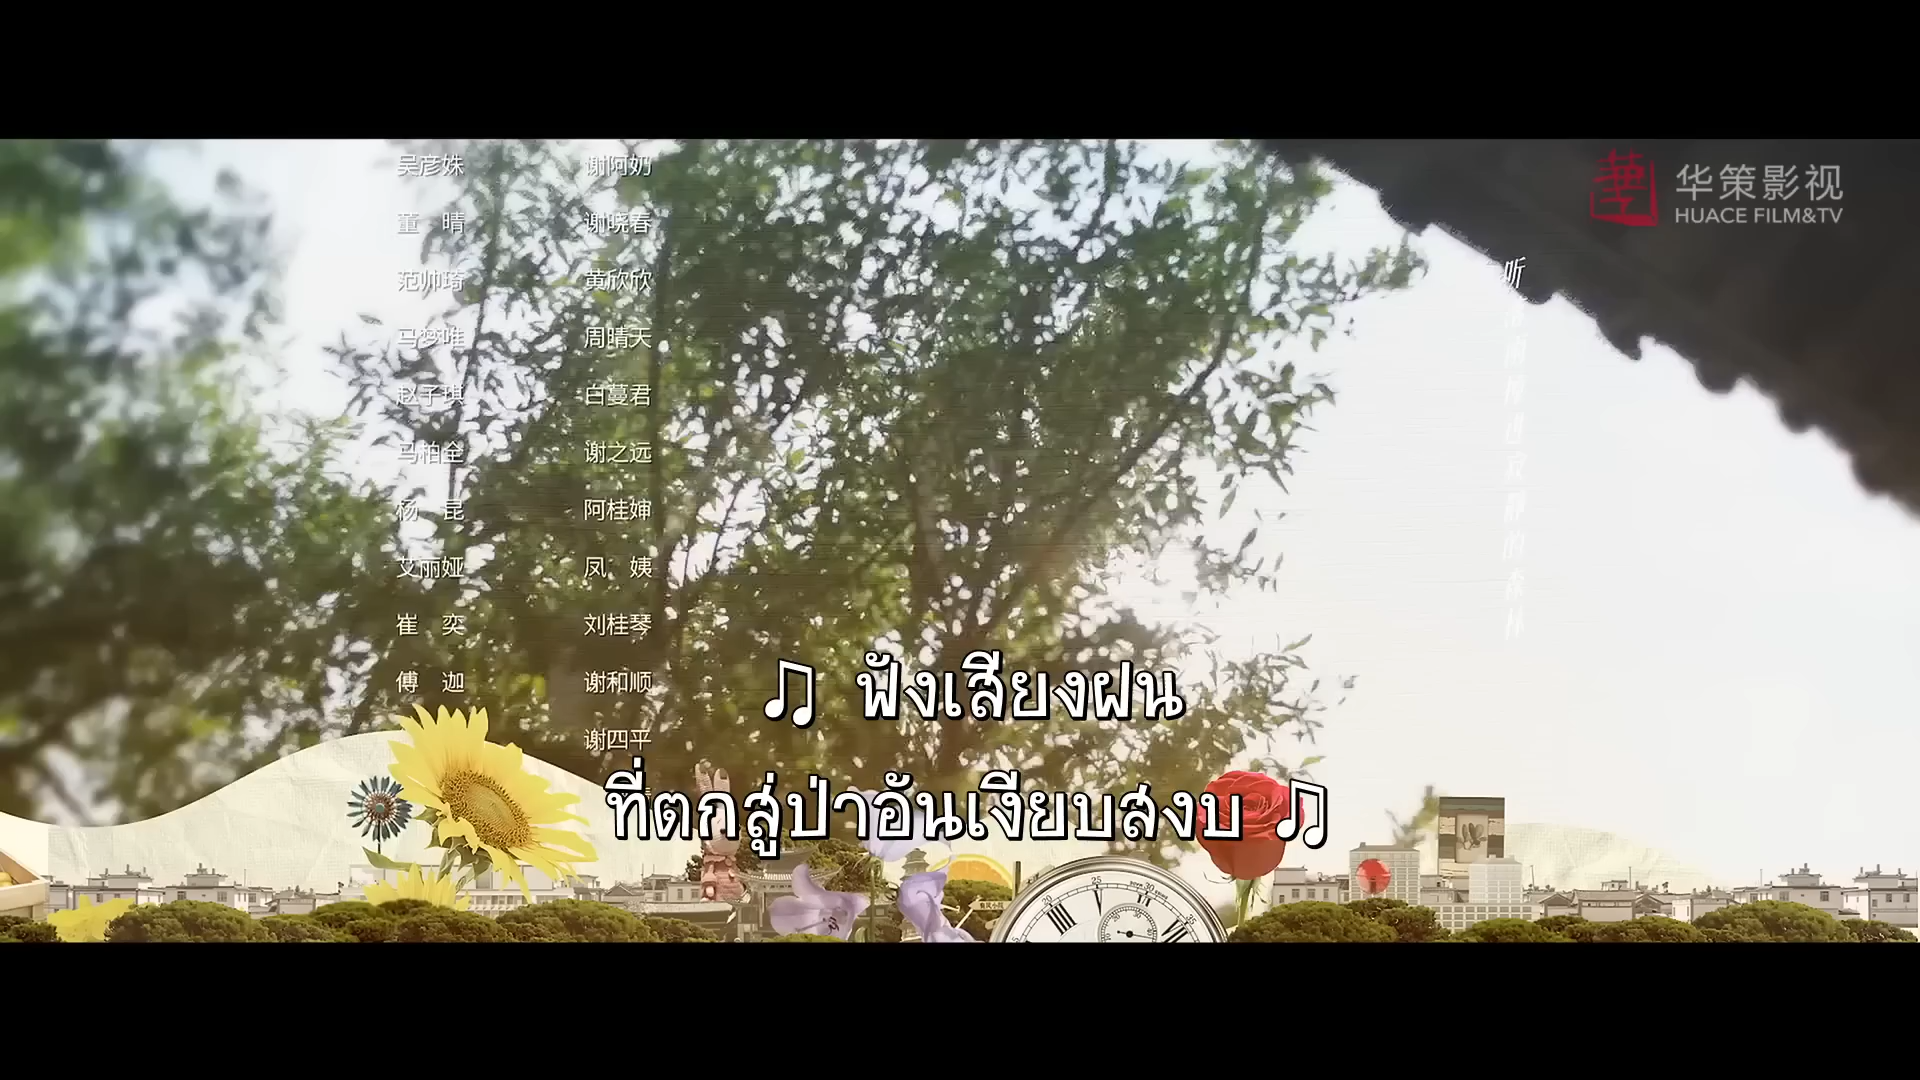 华策影视
HUACE FILM&TV
吴彦姝 谢阿奶
董 晴 谢晓春
范帅琦 黄欣欣
马梦唯 周晴天
赵子琪 白蔓君
马柏全 谢之远
杨 昆 阿桂婶
艾丽娅 凤 姨
崔 奕 刘桂琴
傅 迦 谢和顺
谢四平
听
♫ ฟังเสียงฝน
ที่ตกสู่ป่าอันเงียบสงบ ♫